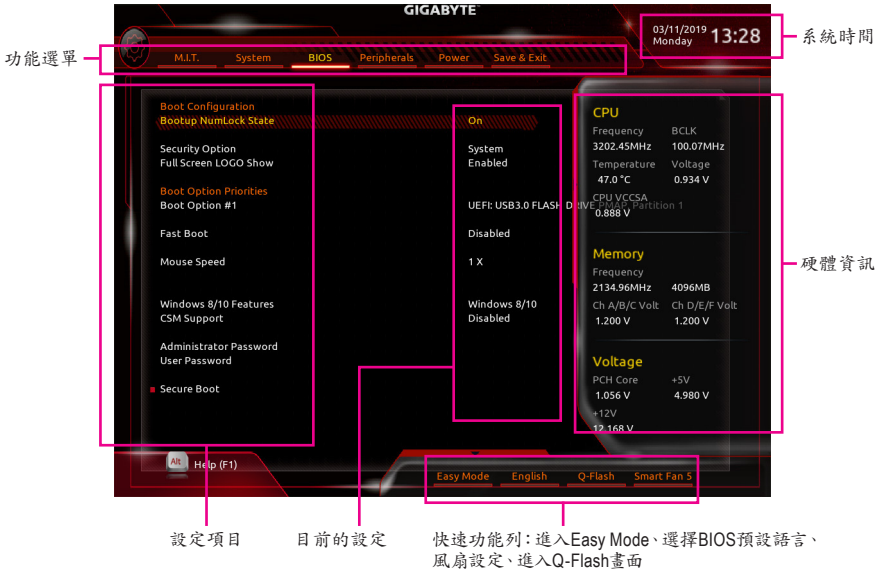 GIGABYTE
03/11/2019
Monday
13:28
系統時間
功能選單
M.I.T. System BIOS Peripherals Power Save & Exit
Boot Configuration
Bootup NumLock State On
Security Option System
Full Screen LOGO Show Enabled
Boot Option Priorities
Boot Option #1 UEFI: USB3.0 FLASH DRIVE PMAP, Partition 1
Fast Boot Disabled
Mouse Speed 1 X
Windows 8/10 Features Windows 8/10
CSM Support Disabled
Administrator Password
User Password
Secure Boot
CPU
Frequency BCLK
3202.45MHz 100.07MHz
Temperature Voltage
47.0 °C 0.934 V
CPU VCCSA
0.888 V
Memory
Frequency
2134.96MHz 4096MB
Ch A/B/C Volt Ch D/E/F Volt
1.200 V 1.200 V
Voltage
PCH Core +5V
1.056 V 4.980 V
+12V
12.168 V
硬體資訊
Alt Help (F1)
Easy Mode English Q-Flash Smart Fan 5
設定項目
目前的設定
快速功能列：進入Easy Mode、選擇BIOS預設語言、
風扇設定、進入Q-Flash畫面